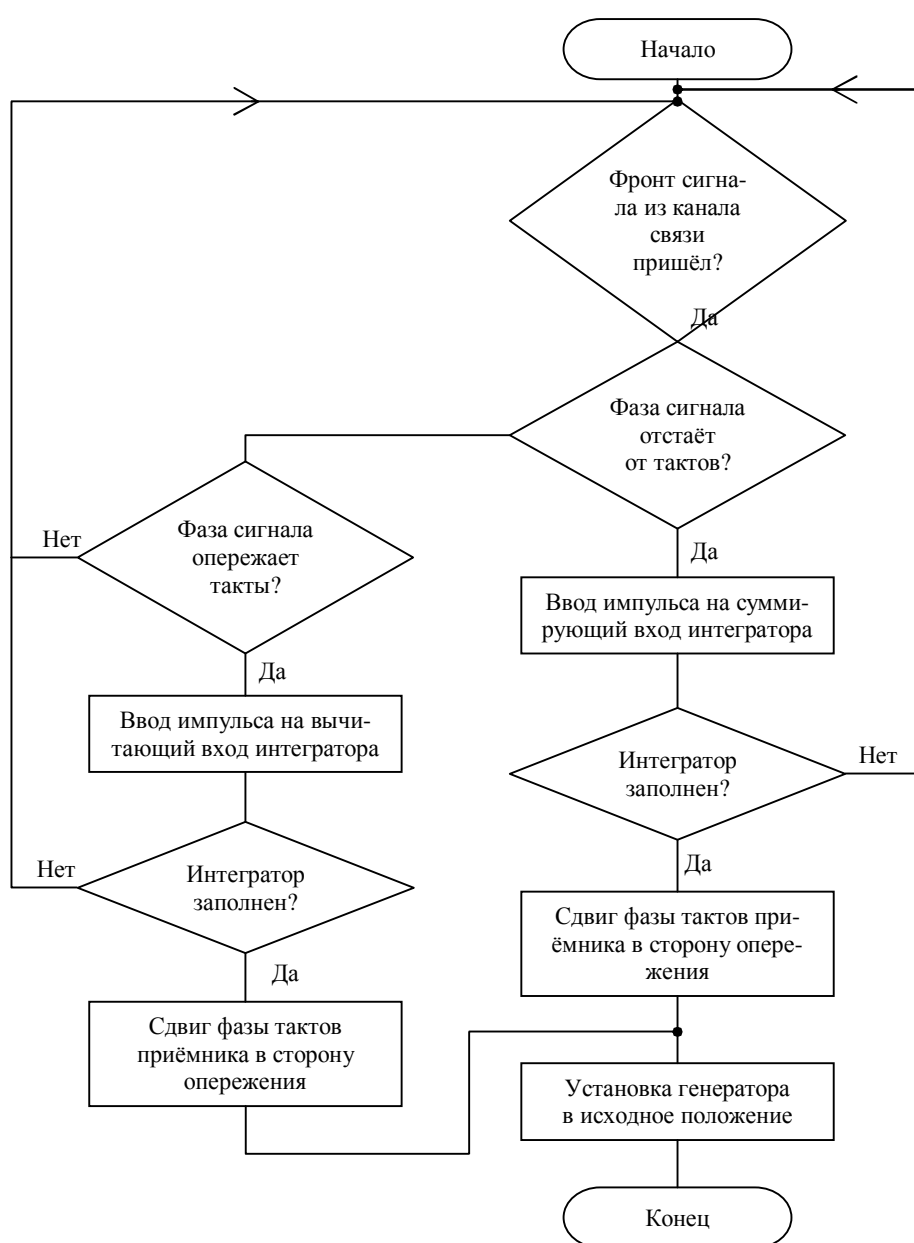 Начало
Фронт сигна-
ла из канала
связи
пришёл?
Да
Фаза сигнала
отстаёт
от тактов?
Нет
Фаза сигнала
опережает
такты?
Да
Ввод импульса на сумми-
рующий вход интегратора
Да
Ввод импульса на вычи-
тающий вход интегратора
Интегратор
заполнен?
Нет
Нет
Интегратор
заполнен?
Да
Сдвиг фазы тактов при-
ёмника в сторону опере-
жения
Да
Сдвиг фазы тактов
приёмника в сторону
опережения
Установка генератора
в исходное положение
Конец